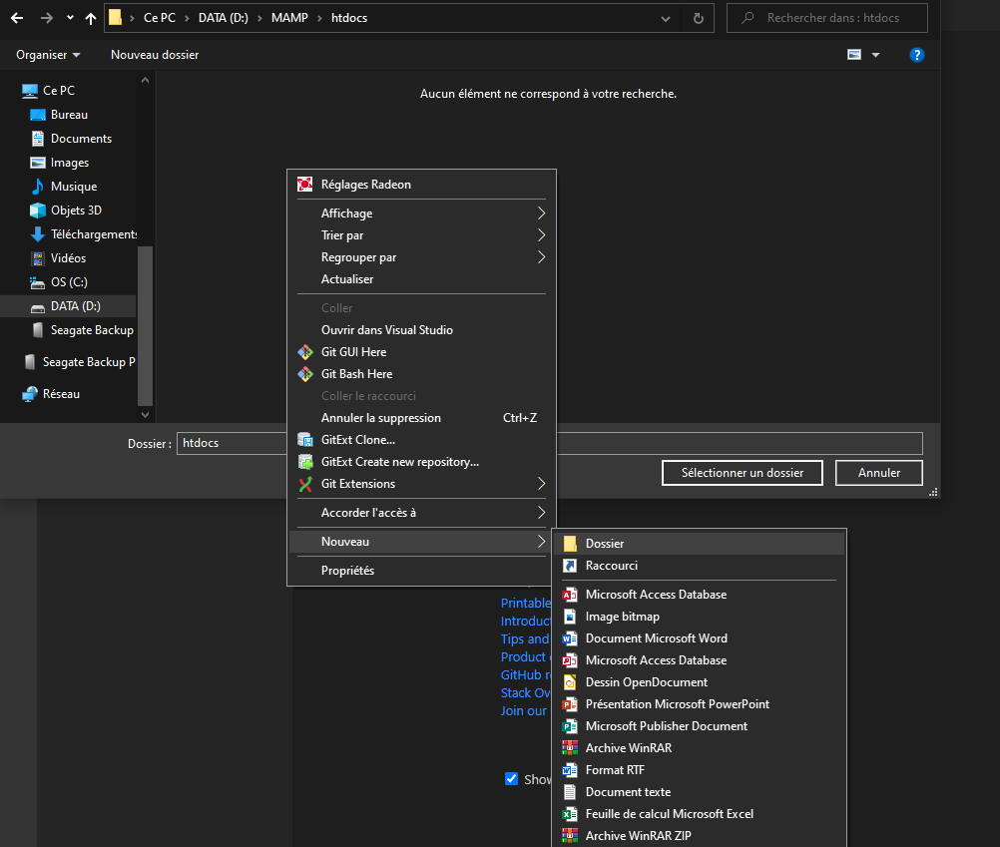 Ce PC > DATA (D:) > MAMP > htdocs
Rechercher dans : htdocs
Organiser
Nouveau dossier
?
Aucun élément ne correspond à votre recherche.
Ce PC
Bureau
Documents
Images
Musique
Objets 3D
Téléchargements
Vidéos
OS (C:)
DATA (D:)
Seagate Backup
Seagate Backup P
Réseau
Dossier :
htdocs
Sélectionner un dossier
Annuler
Réglages Radeon
Affichage
Trier par
Regrouper par
Actualiser
Coller
Ouvrir dans Visual Studio
Git GUI Here
Git Bash Here
Coller le raccourci
Annuler la suppression Ctrl+Z
GitExt Clone...
GitExt Create new repository...
Git Extensions
Accorder l'accès à
Nouveau
Propriétés
Dossier
Raccourci
Microsoft Access Database
Image bitmap
Document Microsoft Word
Microsoft Access Database
Dessin OpenDocument
Présentation Microsoft PowerPoint
Microsoft Publisher Document
Archive WinRAR
Format RTF
Document texte
Feuille de calcul Microsoft Excel
Archive WinRAR ZIP
Printable
Introduc
Tips and
Product
GitHub r
Stack Ov
Join our
Show